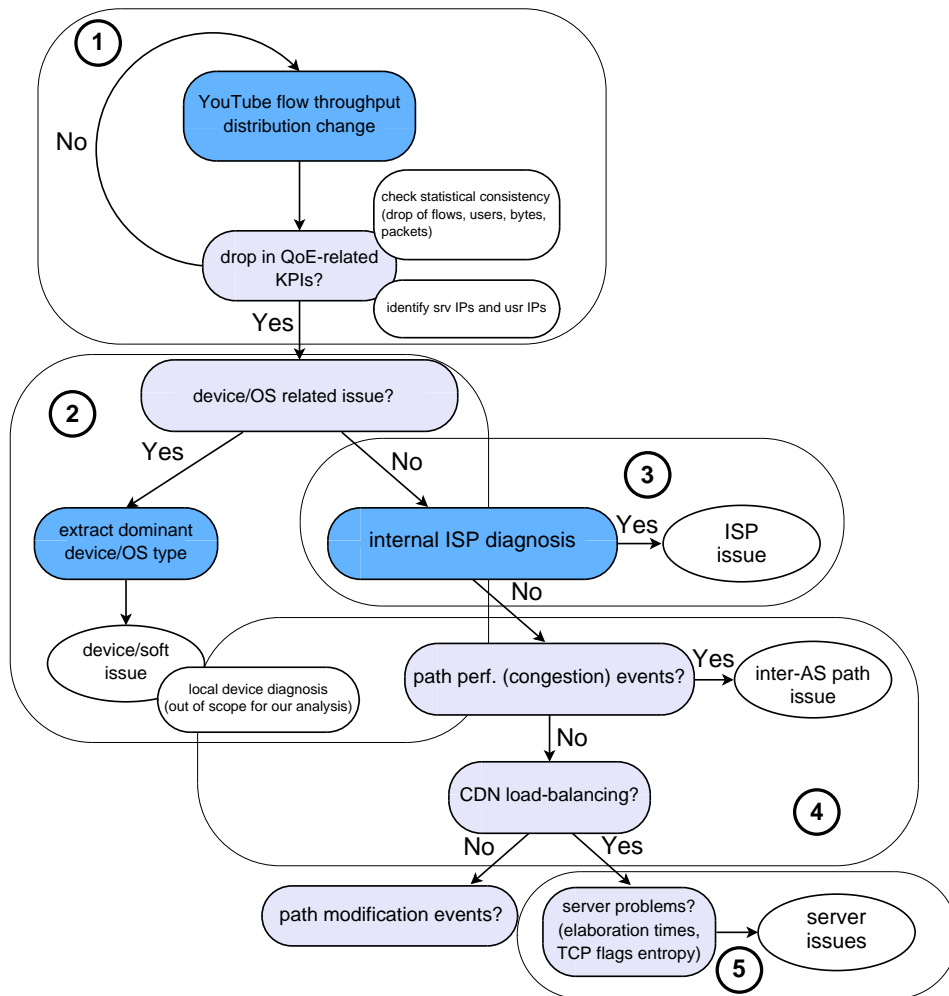 1
YouTube flow throughput
distribution change
No
check statistical consistency
(drop of flows, users, bytes,
packets)
drop in QoE-related
KPIs?
identify srv IPs and usr IPs
Yes
device/OS related issue?
2
Yes
No
3
extract dominant
device/OS type
internal ISP diagnosis
Yes
ISP
issue
No
device/soft
issue
local device diagnosis
(out of scope for our analysis)
path perf. (congestion) events?
Yes
inter-AS path
issue
No
CDN load-balancing?
4
No
Yes
path modification events?
server problems?
(elaboration times,
TCP flags entropy)
5
server
issues